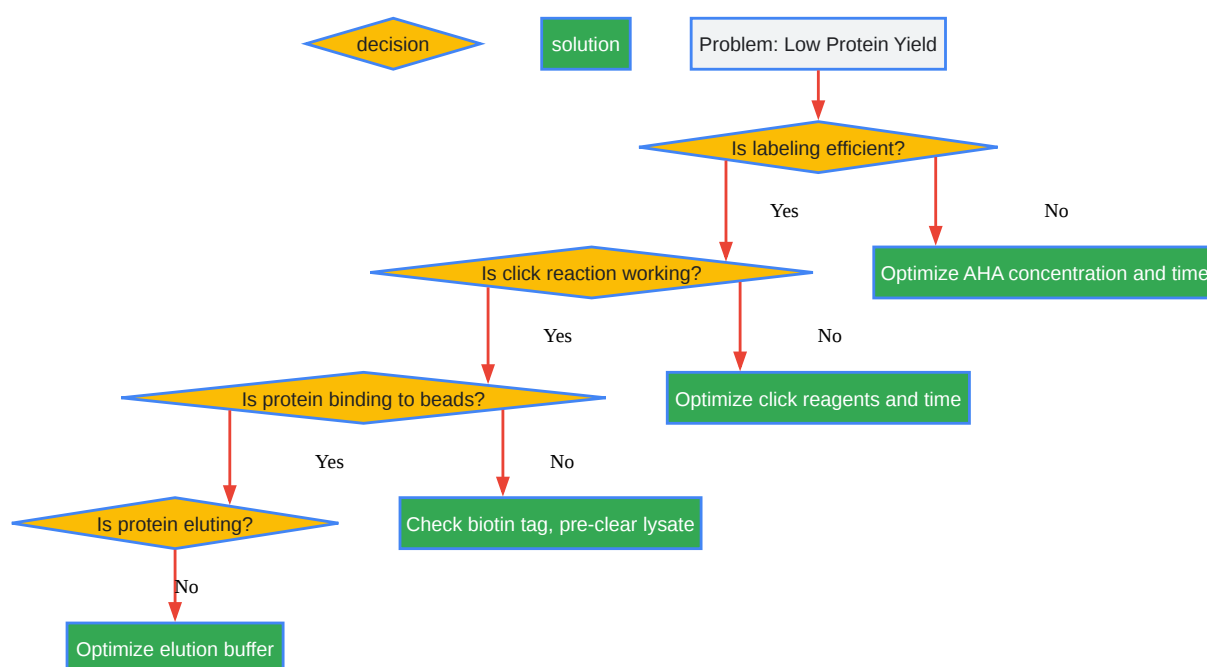 decision
solution
Problem: Low Protein Yield
Is labeling efficient?
Yes
No
Is click reaction working?
Optimize AHA concentration and time
Yes
No
Is protein binding to beads?
Optimize click reagents and time
Yes
No
Is protein eluting?
Check biotin tag, pre-clear lysate
No
Optimize elution buffer